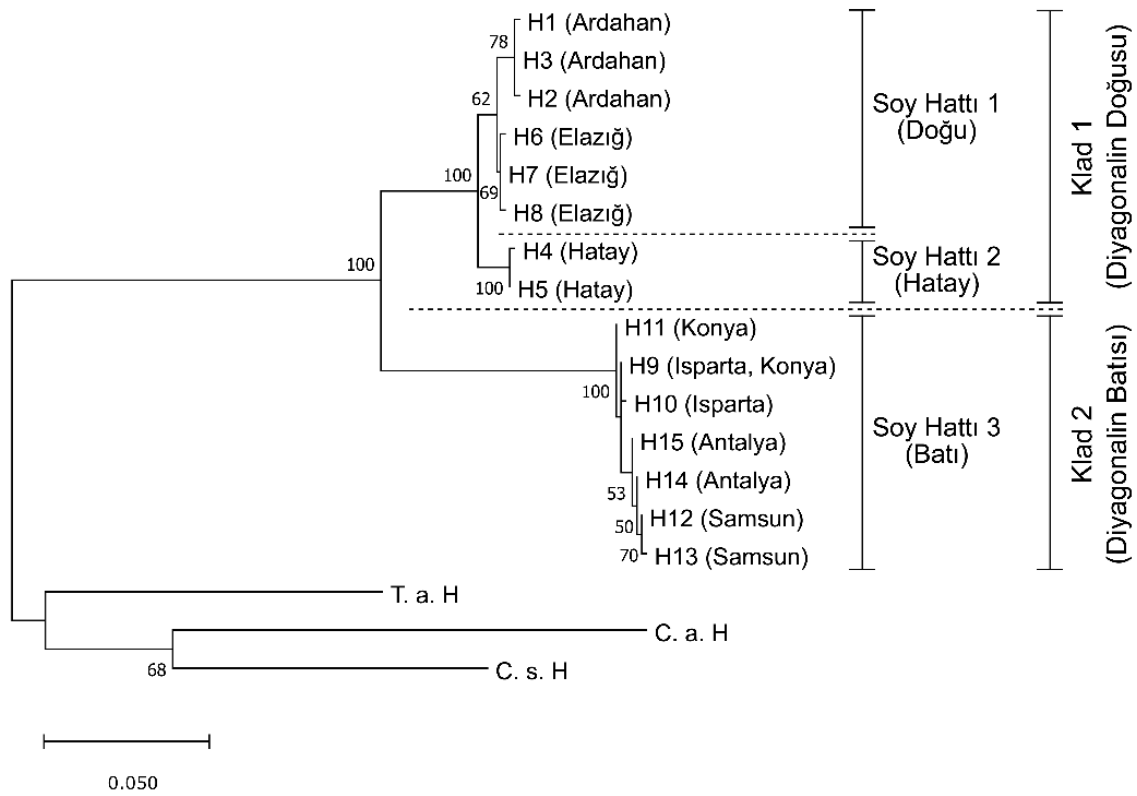 H1 (Ardahan)
78
H3 (Ardahan)
62
H2 (Ardahan)
H6 (Elazığ)
100
H7 (Elazığ)
69
H8 (Elazığ)
H4 (Hatay)
100
H5 (Hatay)
100
H11 (Konya)
H9 (Isparta, Konya)
100
H10 (Isparta)
H15 (Antalya)
H14 (Antalya)
53
H12 (Samsun)
50
H13 (Samsun)
70
Soy Hattı 1
(Doğu)
Soy Hattı 2
(Hatay)
Soy Hattı 3
(Batı)
Klad 1
(Diyagonalin Doğusu)
Klad 2
(Diyagonalin Batısı)
T. a. H
C. a. H
68
C. s. H
0.050